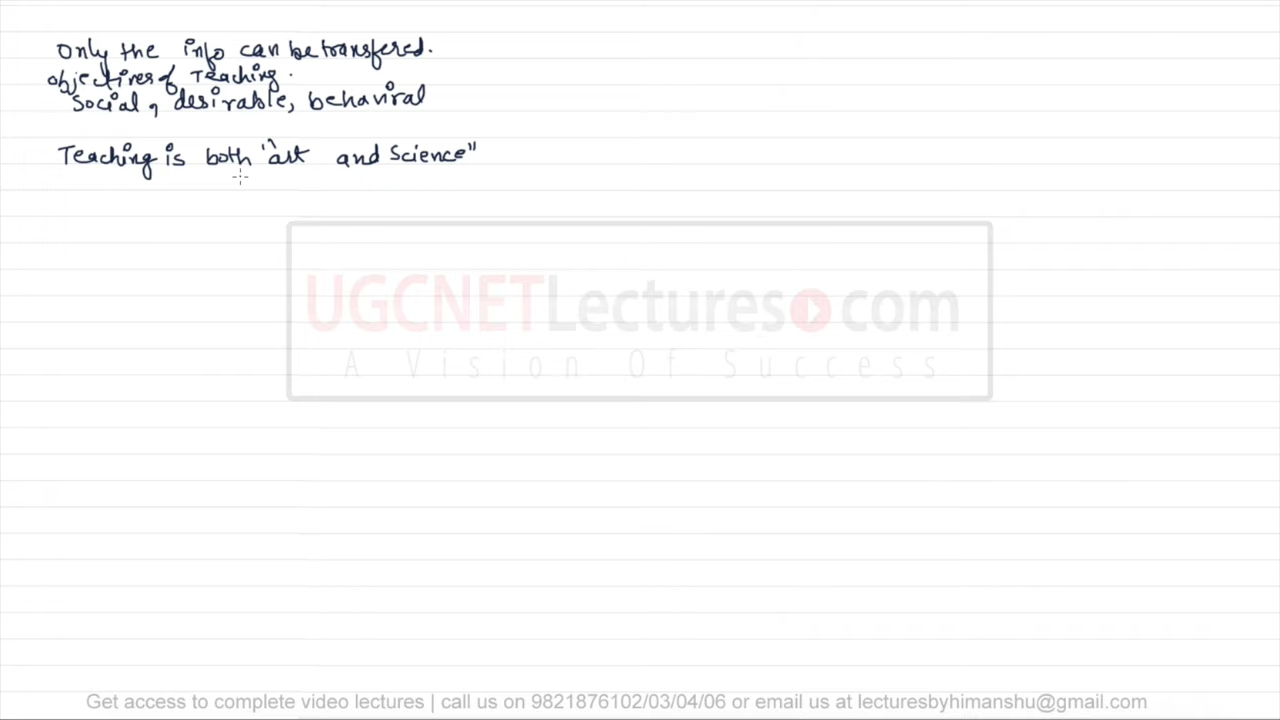 Only the info can be transfered.
objectives of Teaching.
Social, desirable, behaviral
Teaching is both "art and Science"
UGCNETLectures.com
A Vision Of Success
Get access to complete video lectures | call us on 9821876102/03/04/06 or email us at lecturesbyhimanshu@gmail.com